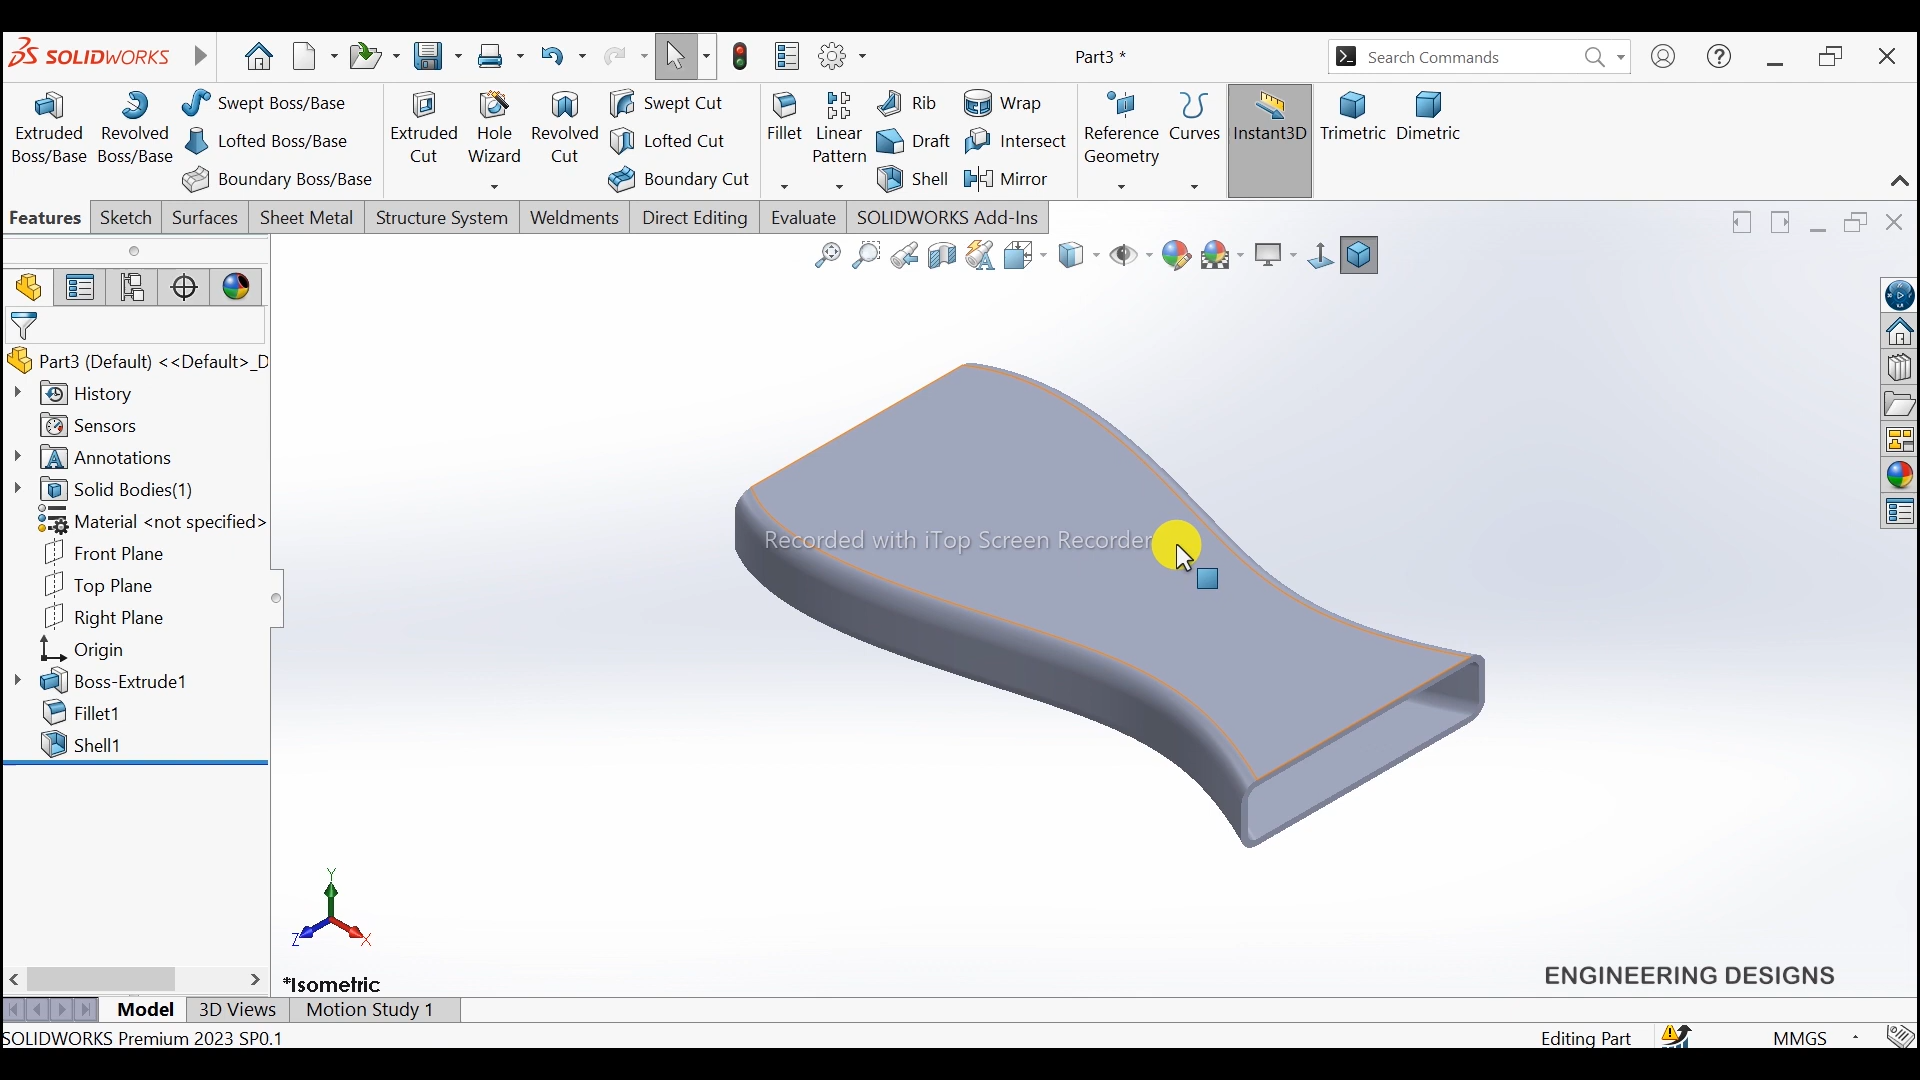 SOLIDWORKS
Part3 *
Search Commands
Extruded Boss/Base
Revolved Boss/Base
Swept Boss/Base
Lofted Boss/Base
Boundary Boss/Base
Extruded Cut
Hole Wizard
Revolved Cut
Swept Cut
Lofted Cut
Boundary Cut
Fillet
Linear Pattern
Rib
Draft
Shell
Wrap
Intersect
Mirror
Reference Geometry
Curves
Instant3D
Trimetric
Dimetric
Features
Sketch
Surfaces
Sheet Metal
Structure System
Weldments
Direct Editing
Evaluate
SOLIDWORKS Add-Ins
Part3 (Default) <<Default>_D
History
Sensors
Annotations
Solid Bodies(1)
Material <not specified>
Front Plane
Top Plane
Right Plane
Origin
Boss-Extrude1
Fillet1
Shell1
Recorded with iTop Screen Recorder
Y
Z
X
*Isometric
ENGINEERING DESIGNS
Model
3D Views
Motion Study 1
SOLIDWORKS Premium 2023 SP0.1
Editing Part
MMGS